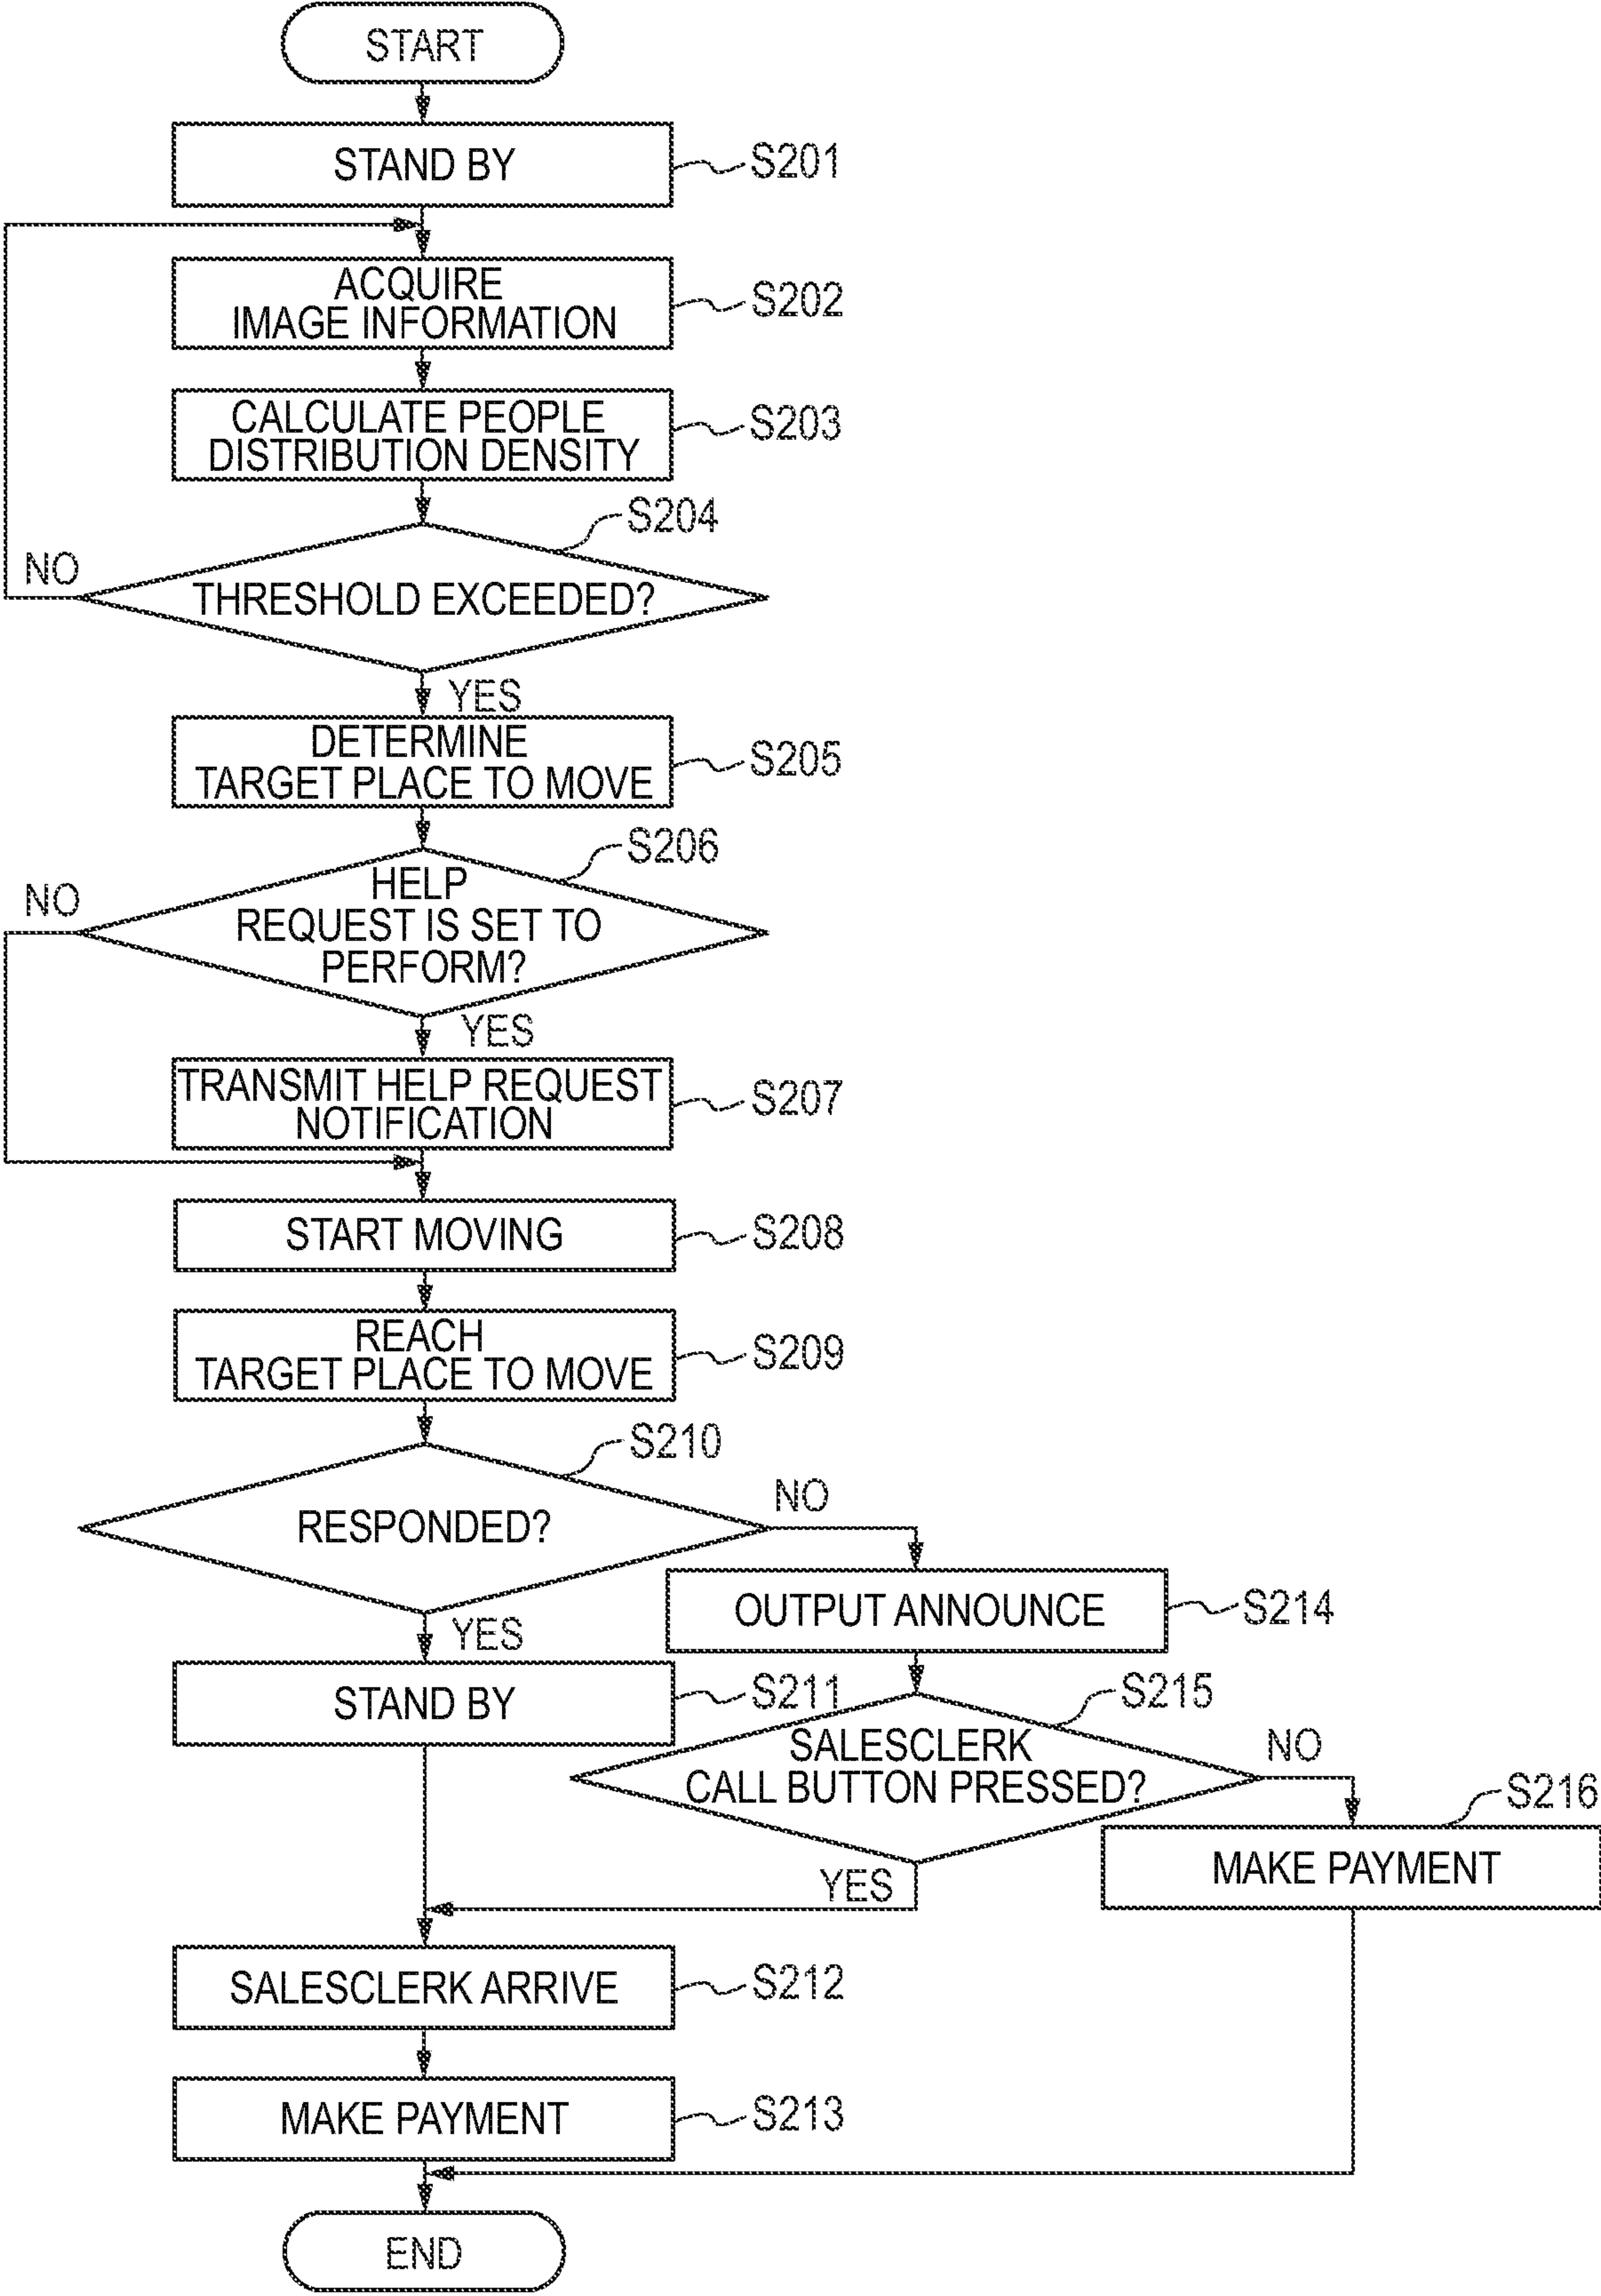 START
STAND BY
S201
ACQUIRE
IMAGE INFORMATION
S202
CALCULATE PEOPLE
DISTRIBUTION DENSITY
S203
S204
NO
THRESHOLD EXCEEDED?
YES
DETERMINE
TARGET PLACE TO MOVE
S205
S206
NO
HELP
REQUEST IS SET TO
PERFORM?
YES
TRANSMIT HELP REQUEST
NOTIFICATION
S207
START MOVING
S208
REACH
TARGET PLACE TO MOVE
S209
S210
RESPONDED?
NO
YES
OUTPUT ANNOUNCE
S214
STAND BY
S211
S215
SALESCLERK
CALL BUTTON PRESSED?
NO
YES
S216
MAKE PAYMENT
SALESCLERK ARRIVE
S212
MAKE PAYMENT
S213
END